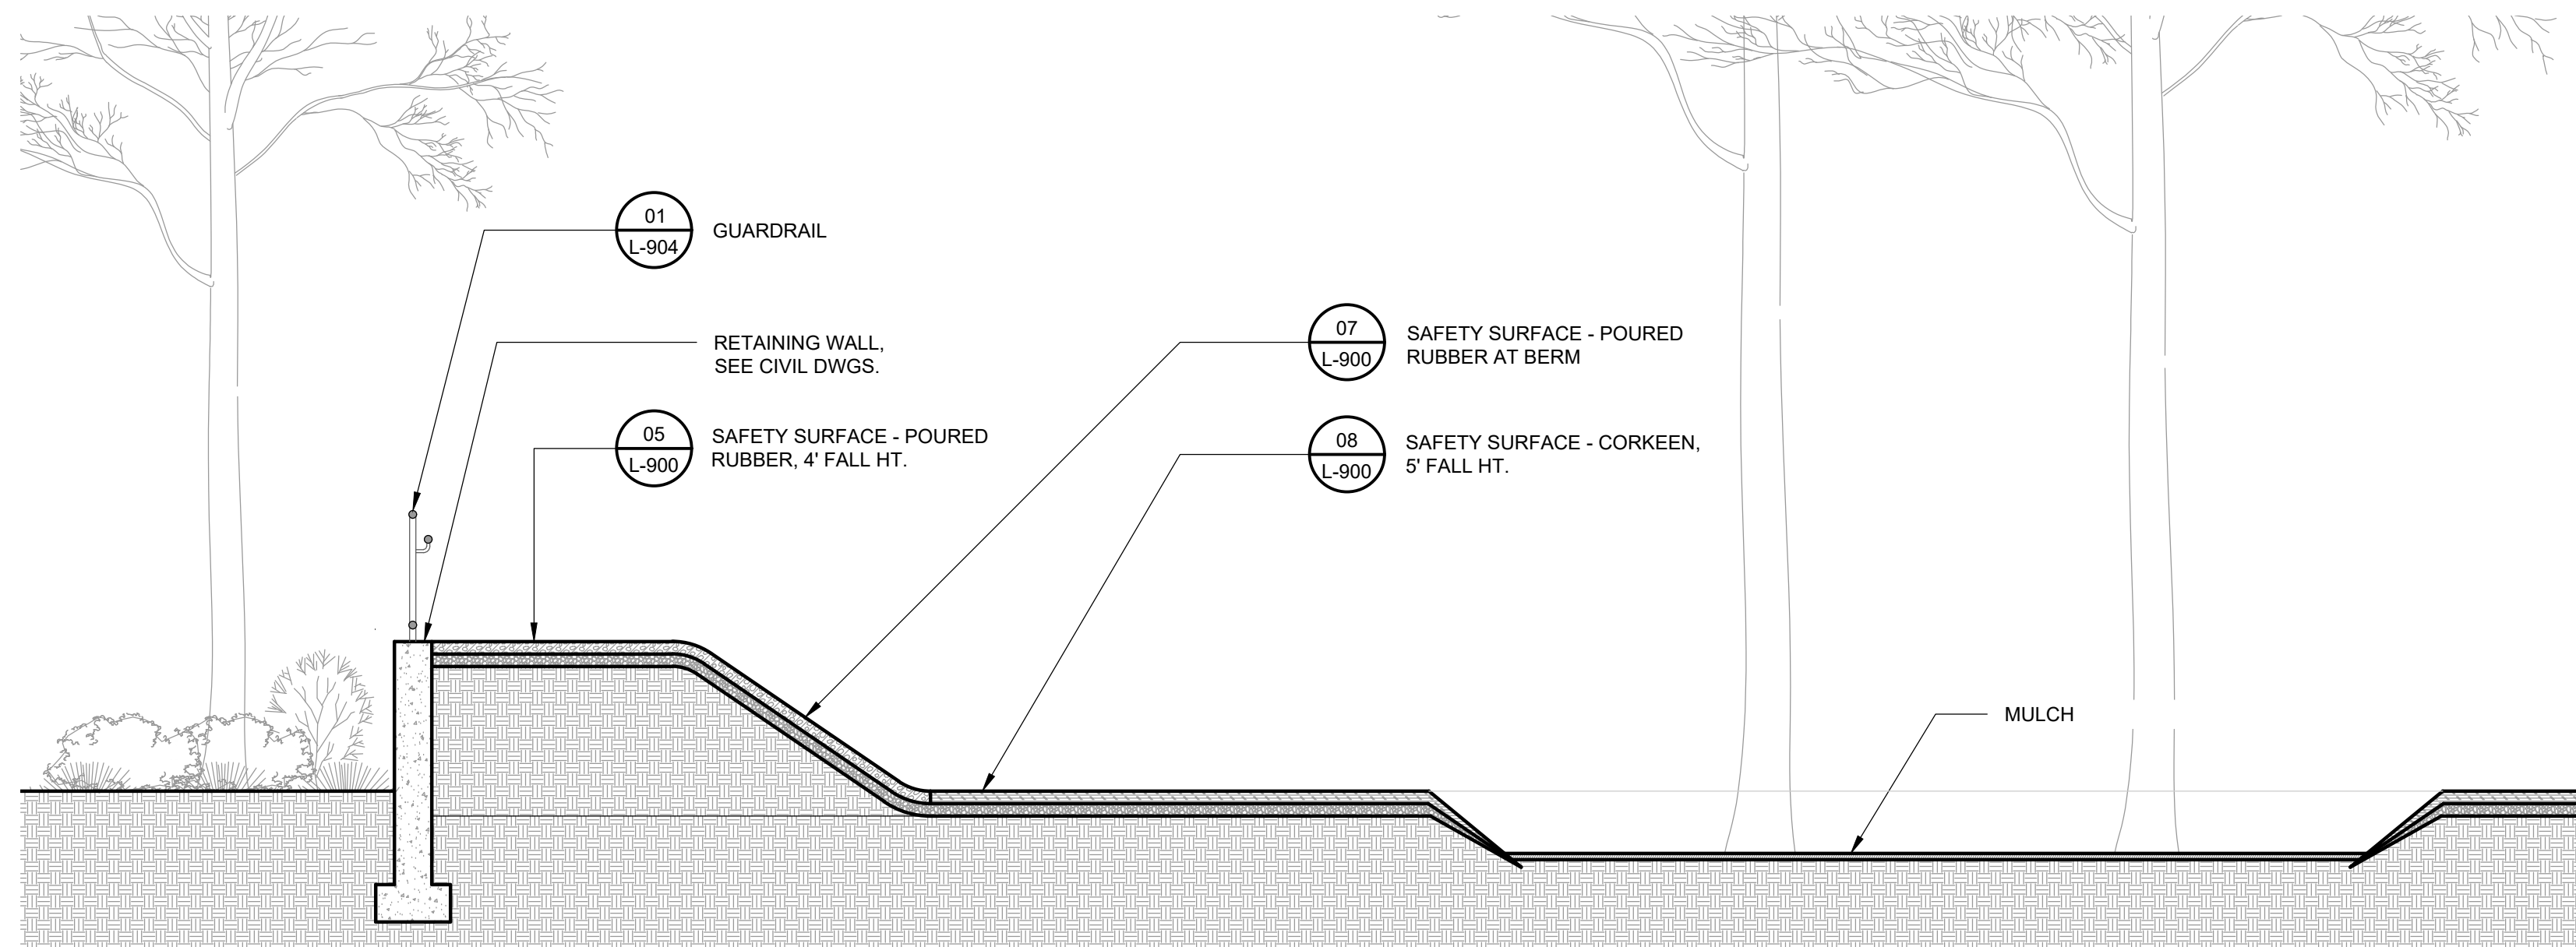 01
L-904
GUARDRAIL
RETAINING WALL,
SEE CIVIL DWGS.
05
L-900
SAFETY SURFACE - POURED
RUBBER, 4' FALL HT.
07
L-900
SAFETY SURFACE - POURED
RUBBER AT BERM
08
L-900
SAFETY SURFACE - CORKEEN,
5' FALL HT.
MULCH